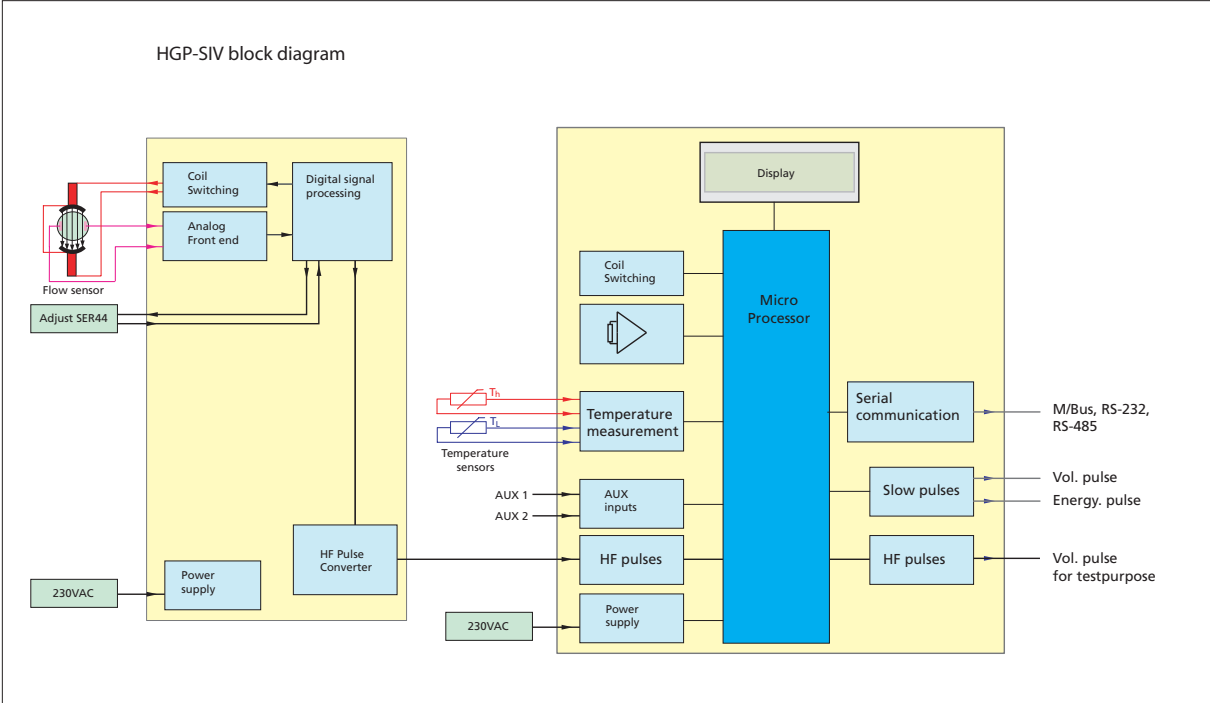 HGP-SIV block diagram
Coil
Switching
Digital signal
processing
Analog
Front end
Flow sensor
Adjust SER44
HF Pulse
Converter
Power
supply
230VAC
Display
Coil
Switching
Micro
Processor
Th
TL
Temperature
sensors
Temperature
measurement
Serial
communication
M/Bus, RS-232,
RS-485
AUX 1
AUX 2
AUX
inputs
Slow pulses
Vol. pulse
Energy. pulse
HF pulses
HF pulses
Vol. pulse
for testpurpose
230VAC
Power
supply